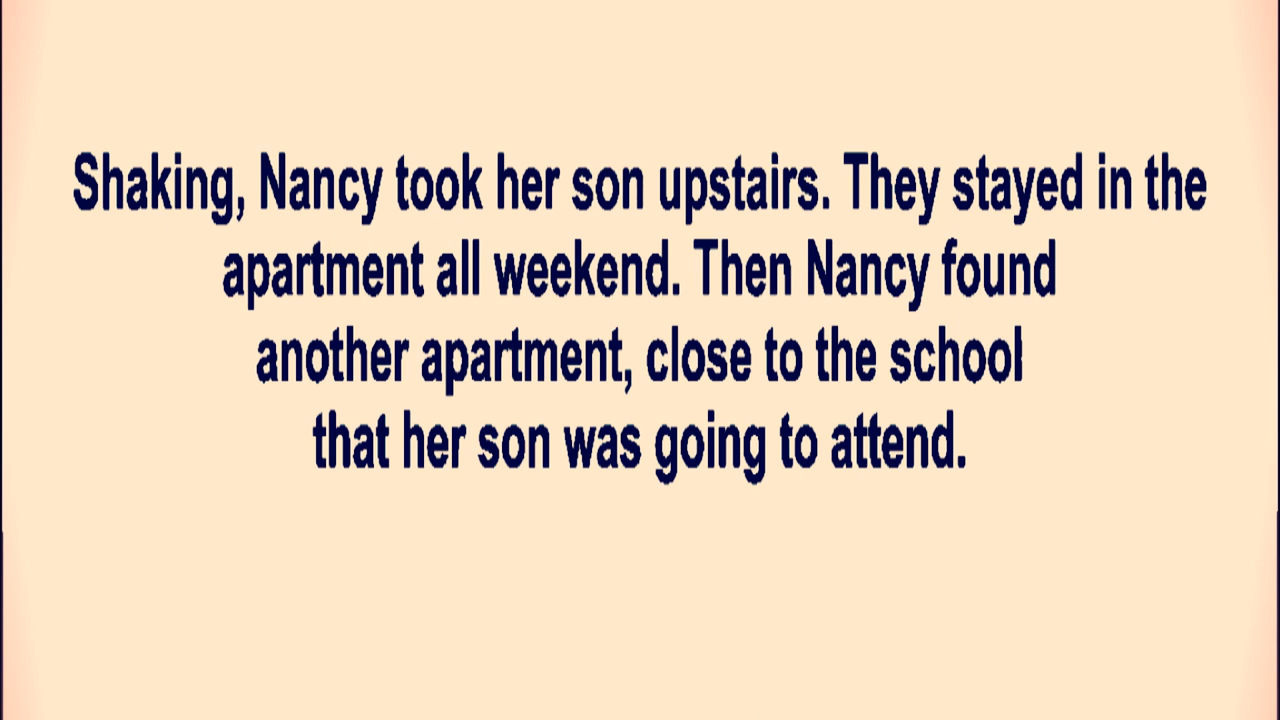 Shaking, Nancy took her son upstairs. They stayed in the
apartment all weekend. Then Nancy found
another apartment, close to the school
that her son was going to attend.